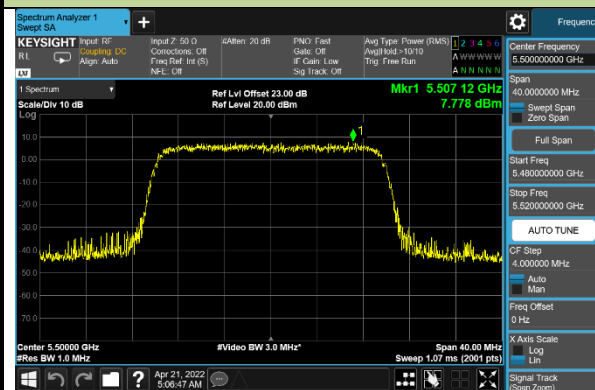 Spectrum Analyzer 1
Swept SA
+
Frequenc
KEYSIGHT
RL
LXI
Input: RF
Coupling: DC
Align: Auto
Input Z: 50 Ω
Corrections: Off
Freq Ref: Int (S)
NFE: Off
#Atten: 20 dB
PNO: Fast
Gate: Off
IF Gain: Low
Sig Track: Off
Avg Type: Power (RMS)
Avg|Hold:>10/10
Trig: Free Run
1 2 3 4 5 6
A W W W W W
A N N N N N
1 Spectrum
Scale/Div 10 dB
Log
Ref Lvl Offset 23.00 dB
Ref Level 20.00 dBm
Mkr1 5.507 12 GHz
7.778 dBm
1
10.0
0.00
-10.0
-20.0
-30.0
-40.0
-50.0
-60.0
-70.0
Center 5.50000 GHz
#Res BW 1.0 MHz
#Video BW 3.0 MHz*
Span 40.00 MHz
Sweep 1.07 ms (2001 pts)
Center Frequency
5.500000000 GHz
Span
40.0000000 MHz
Swept Span
Zero Span
Full Span
Start Freq
5.480000000 GHz
Stop Freq
5.520000000 GHz
AUTO TUNE
CF Step
4.000000 MHz
Auto
Man
Freq Offset
0 Hz
X Axis Scale
Log
Lin
Signal Track
(Span Zoom)
?
Apr 21, 2022
5:06:47 AM